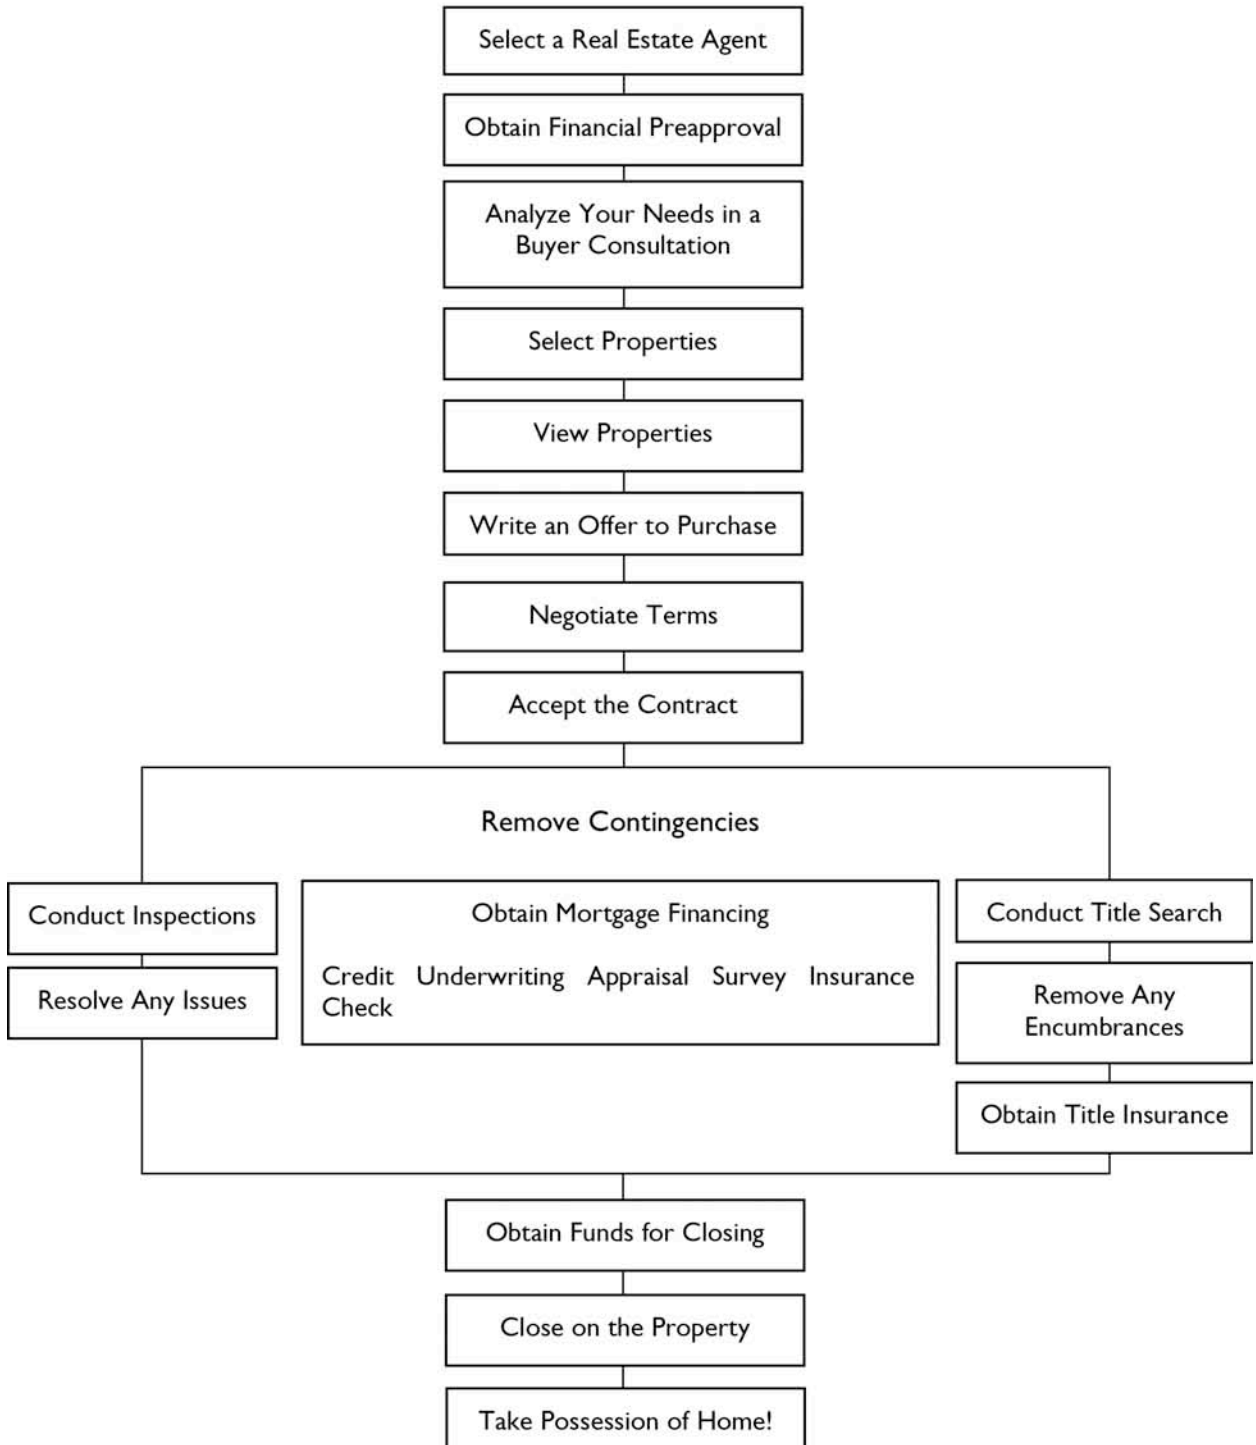 Select a Real Estate Agent
Obtain Financial Preapproval
Analyze Your Needs in a
Buyer Consultation
Select Properties
View Properties
Write an Offer to Purchase
Negotiate Terms
Accept the Contract
Remove Contingencies
Conduct Inspections
Resolve Any Issues
Obtain Mortgage Financing
Credit Underwriting Appraisal Survey Insurance
Check
Conduct Title Search
Remove Any
Encumbrances
Obtain Title Insurance
Obtain Funds for Closing
Close on the Property
Take Possession of Home!